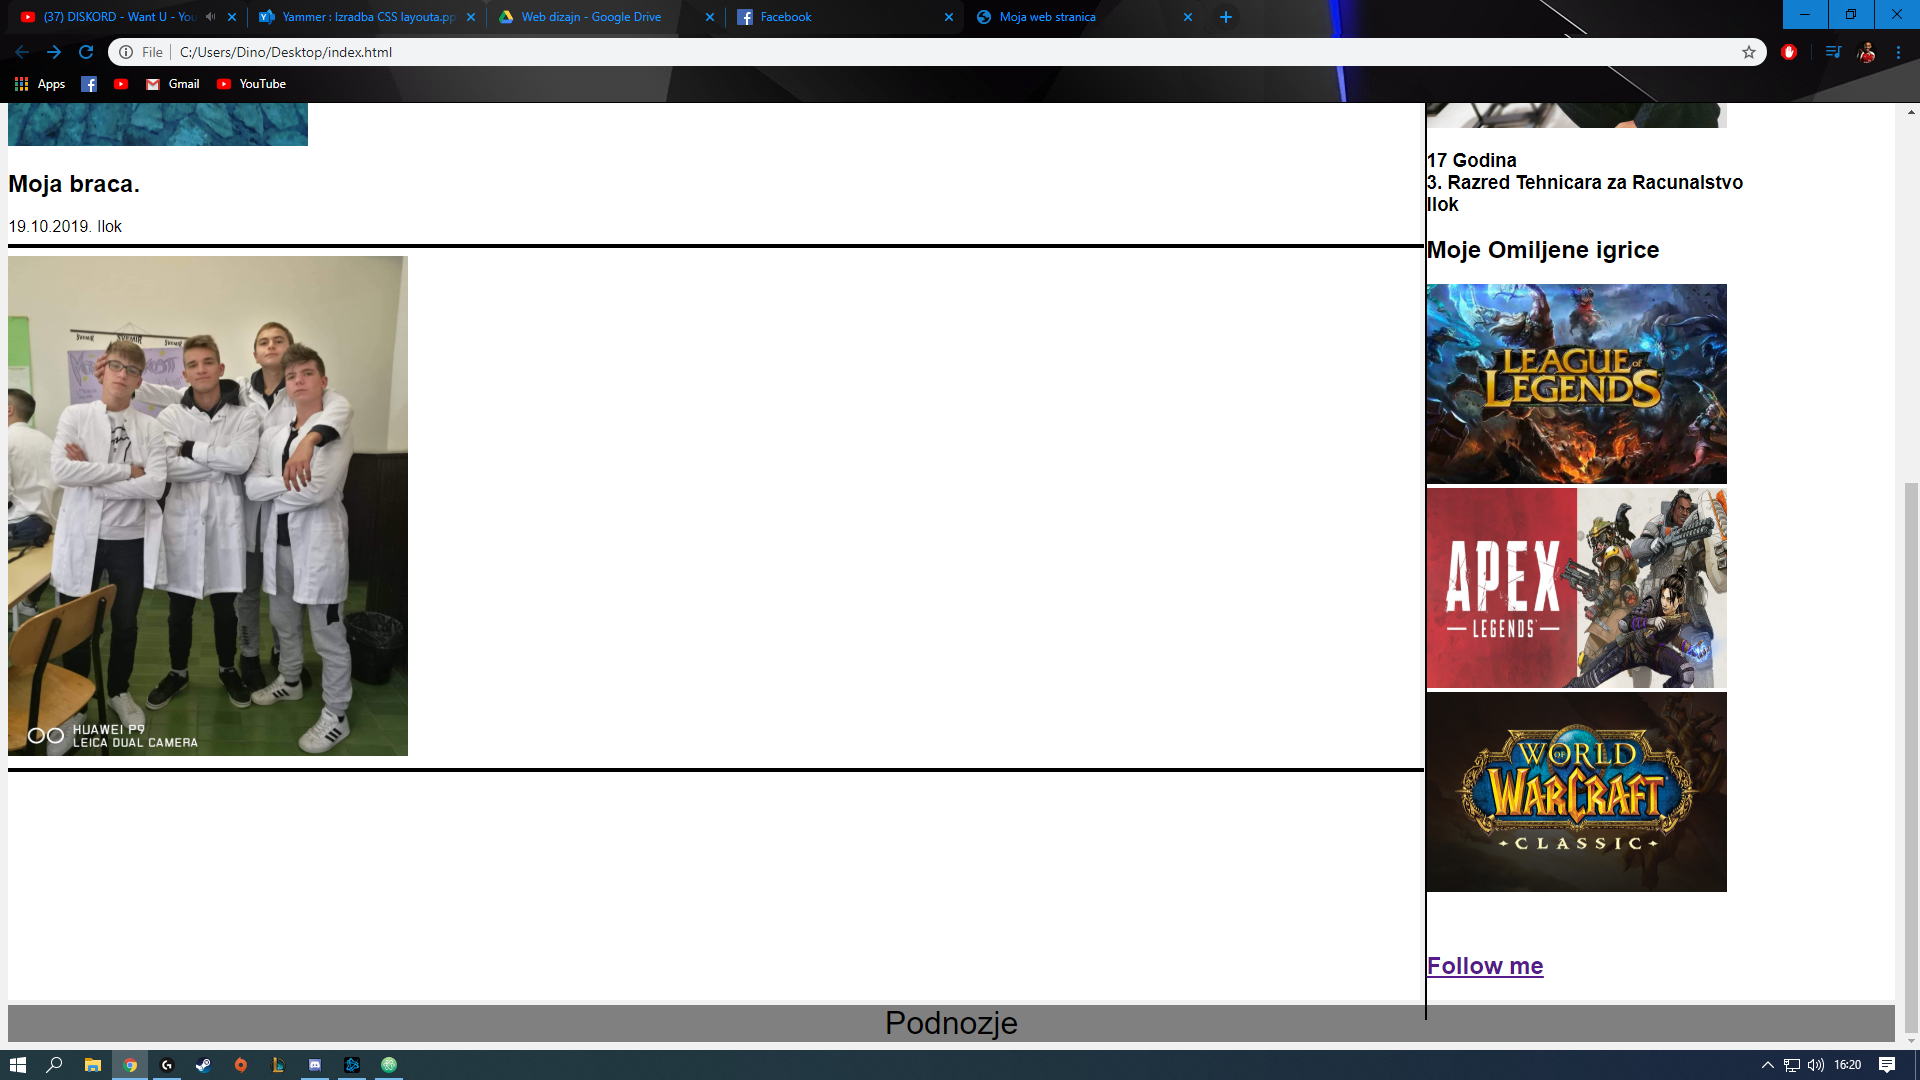 (37) DISKORD - Want U - You
Yammer : Izradba CSS layouta.pp
Web dizajn - Google Drive
Facebook
Moja web stranica
File
C:/Users/Dino/Desktop/index.html
Apps
Gmail
YouTube
Moja braca.
19.10.2019. Ilok
SVEMIR
HUAWEI P9
LEICA DUAL CAMERA
17 Godina
3. Razred Tehnicara za Racunalstvo
Ilok
Moje Omiljene igrice
LEAGUE of
LEGENDS
APEX
LEGENDS
WORLD
OF
WARCRAFT
CLASSIC
Follow me
Podnozje
16:20